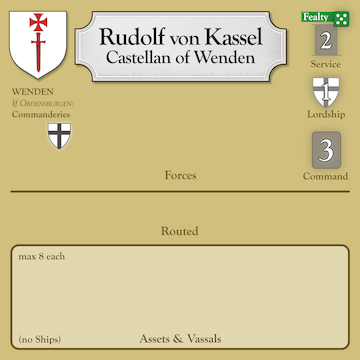 Rudolf von Kassel
Castellan of Wenden
Fealty
2
Service
1
Lordship
3
Command
WENDEN
If Ordensburgen:
Commanderies
Forces
Routed
max 8 each
(no Ships)
Assets & Vassals